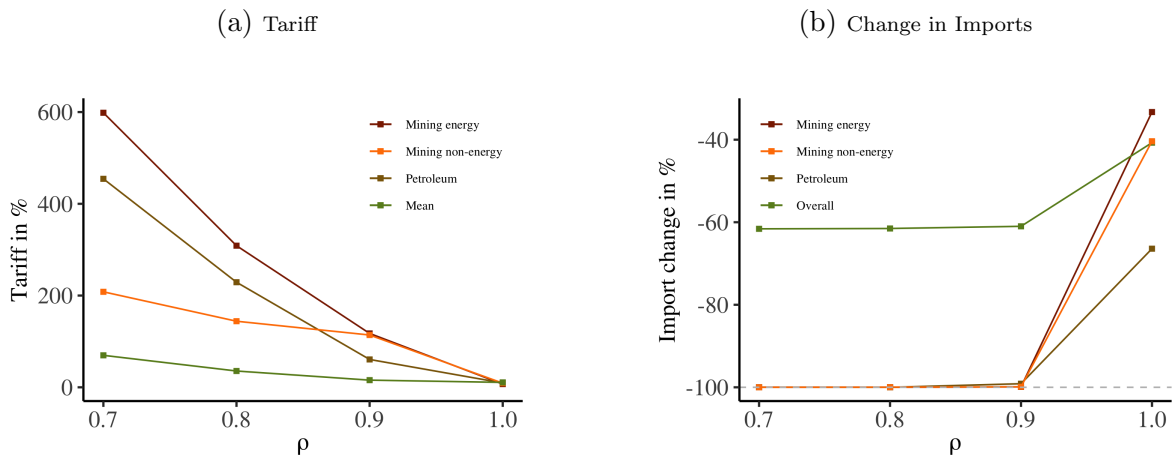 (a) Tariff
Tariff in %
600
400
200
0
0.7 0.8 0.9 1.0
ρ
Mining energy
Mining non-energy
Petroleum
Mean
(b) Change in Imports
Import change in %
-40
-60
-80
-100
0.7 0.8 0.9 1.0
ρ
Mining energy
Mining non-energy
Petroleum
Overall